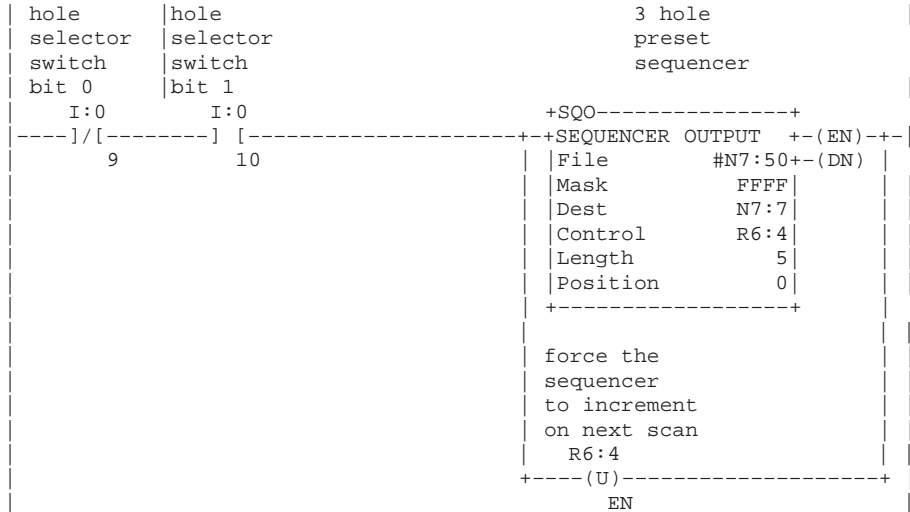 | hole      |hole                                 3 hole                |
| selector  |selector                             preset
| switch    |switch                               sequencer
| bit 0     |bit 1                                                      |
|    I:0         I:0                       +SQO----------------+
|----]/[--------] [----------------------+-+SEQUENCER OUTPUT  +-(EN)-+-|
|       9          10                    | |File        #N7:50+-(DN) |
|                                        | |Mask          FFFF|      | |
|                                        | |Dest          N7:7|      | |
|                                        | |Control       R6:4|      | |
|                                        | |Length           5|      | |
|                                        | |Position         0|      | |
|                                        | +------------------+      |
|                                        |                           | |
|                                        | force the                 |
|                                        | sequencer                 | |
|                                        | to increment              | |
|                                        | on next scan              | |
|                                        |   R6:4                    | |
|                                        +----(U)--------------------+
|                                               EN                     |